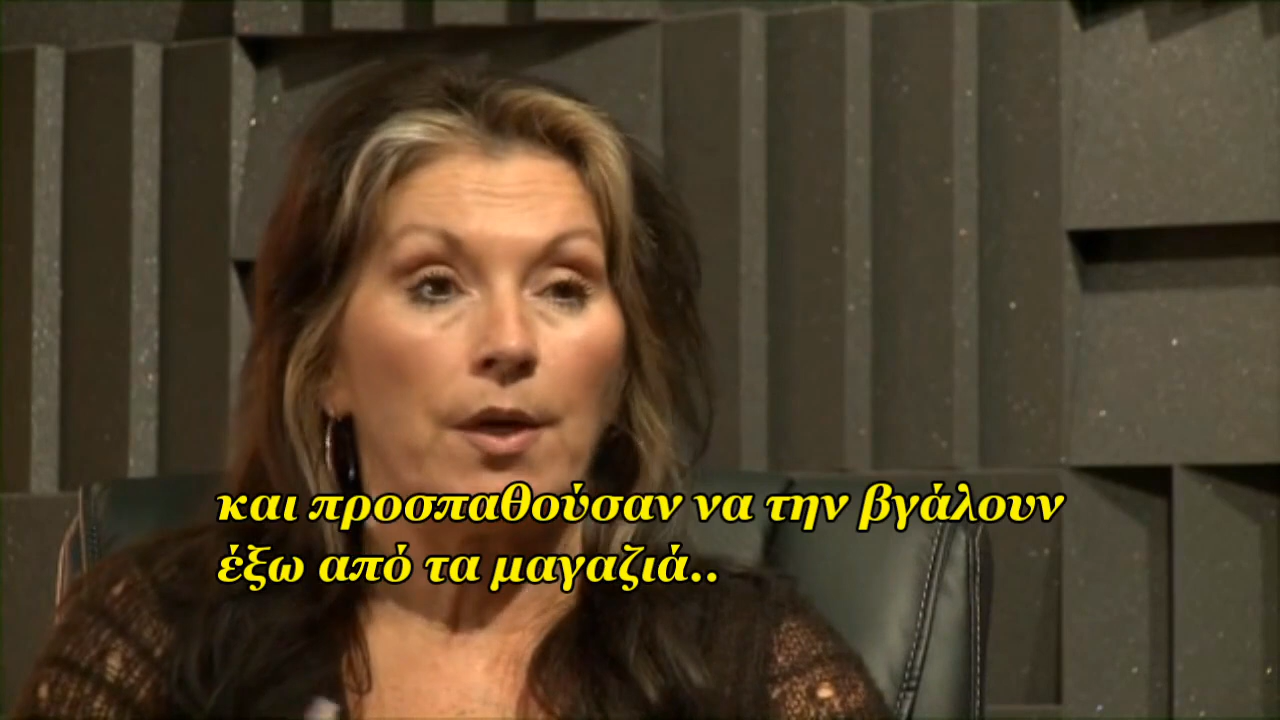 και προσπαθούσαν να την βγάλουν
έξω από τα μαγαζιά..